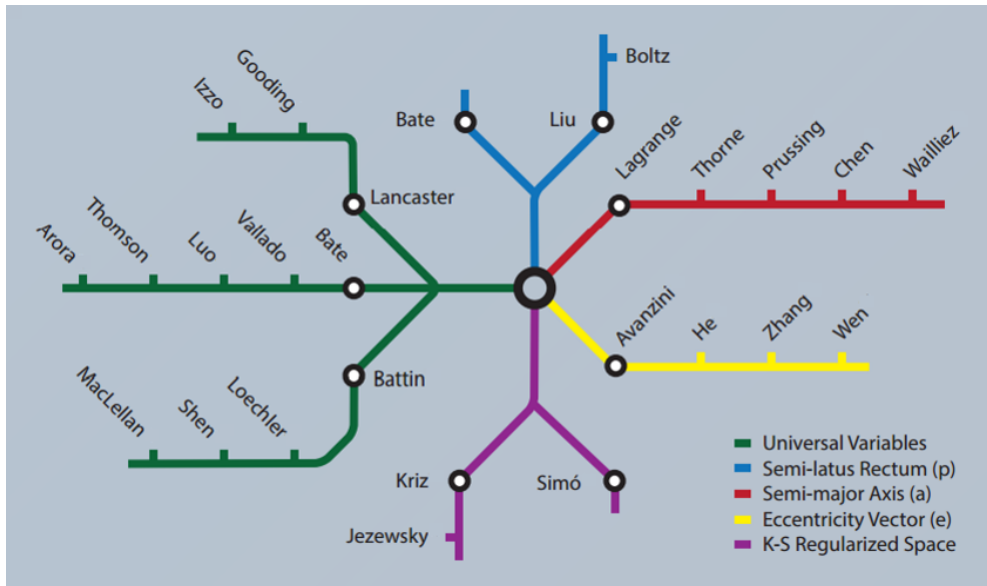 Izzo
Gooding
Lancaster
Bate
Liu
Boltz
Lagrange
Thorne
Prussing
Chen
Wailliez
Arora
Thomson
Luo
Vallado
Bate
Avanzini
He
Zhang
Wen
Battin
MacLellan
Shen
Loechler
Kriz
Simó
Jezewsky
Universal Variables
Semi-latus Rectum (p)
Semi-major Axis (a)
Eccentricity Vector (e)
K-S Regularized Space